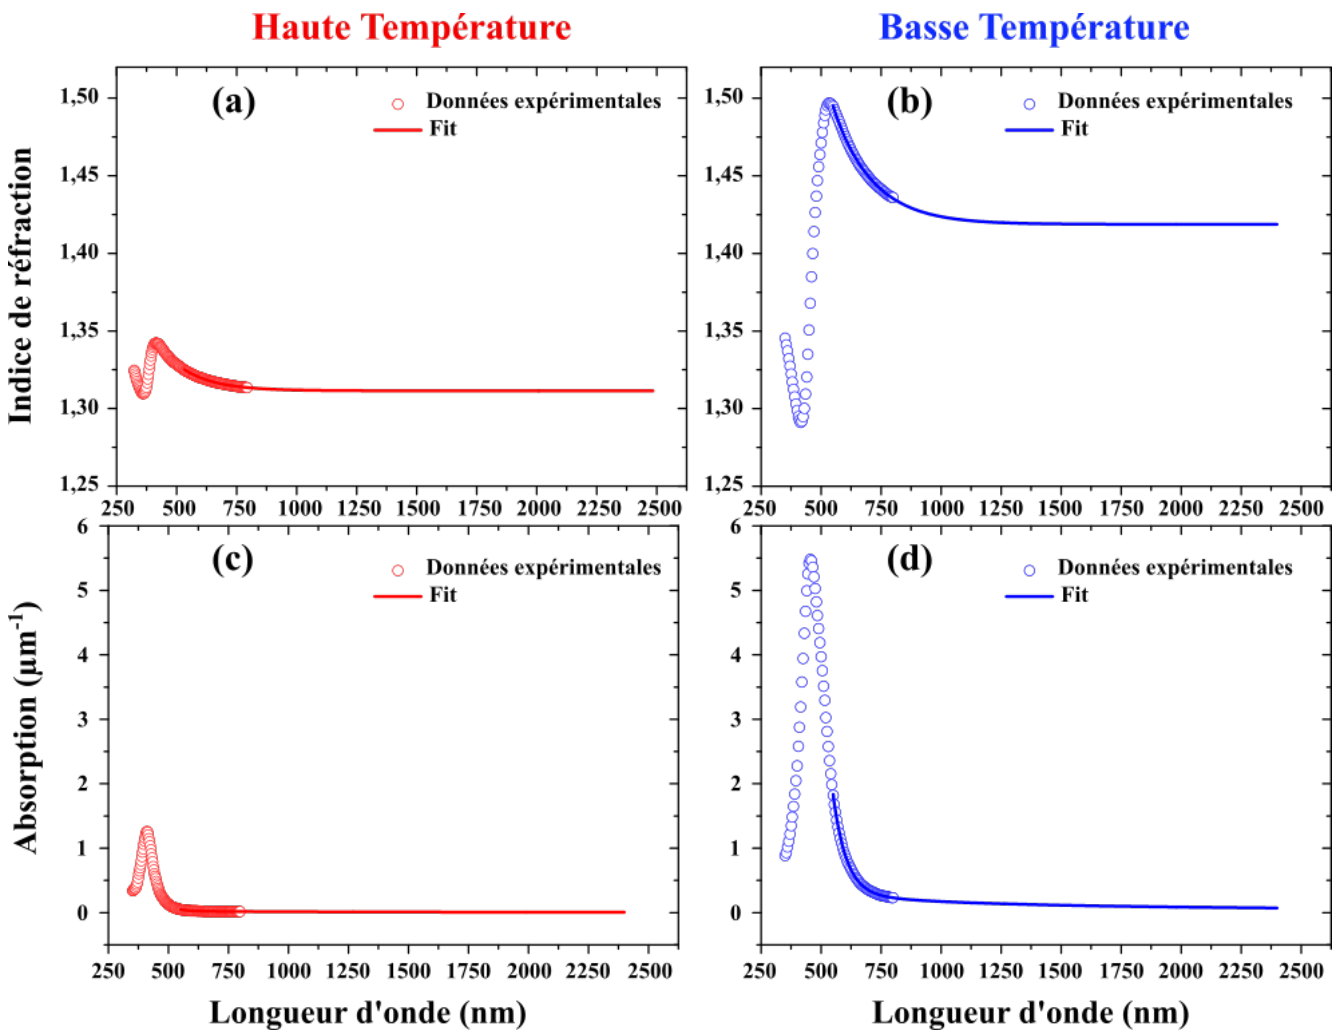 Haute Température
Basse Température
(a)
Données expérimentales
Fit
Indice de réfraction
1,50
1,45
1,40
1,35
1,30
1,25
250 500 750 1000 1250 1500 1750 2000 2250 2500
(b)
Données expérimentales
Fit
1,50
1,45
1,40
1,35
1,30
1,25
250 500 750 1000 1250 1500 1750 2000 2250 2500
(c)
Données expérimentales
Fit
Absorption (µm⁻¹)
6
5
4
3
2
1
0
250 500 750 1000 1250 1500 1750 2000 2250 2500
Longueur d'onde (nm)
(d)
Données expérimentales
Fit
6
5
4
3
2
1
0
250 500 750 1000 1250 1500 1750 2000 2250 2500
Longueur d'onde (nm)